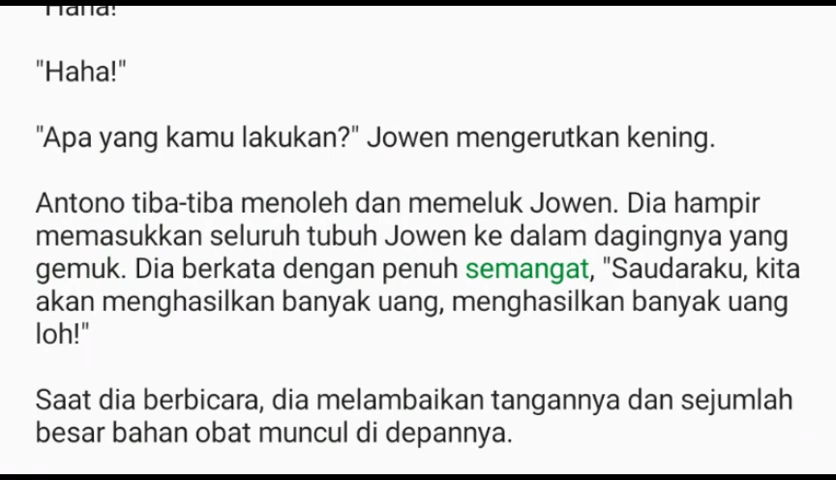 "Haha!"
"Haha!"
"Apa yang kamu lakukan?" Jowen mengerutkan kening.
Antono tiba-tiba menoleh dan memeluk Jowen. Dia hampir
memasukkan seluruh tubuh Jowen ke dalam dagingnya yang
gemuk. Dia berkata dengan penuh semangat, "Saudaraku, kita
akan menghasilkan banyak uang, menghasilkan banyak uang
loh!"
Saat dia berbicara, dia melambaikan tangannya dan sejumlah
besar bahan obat muncul di depannya.